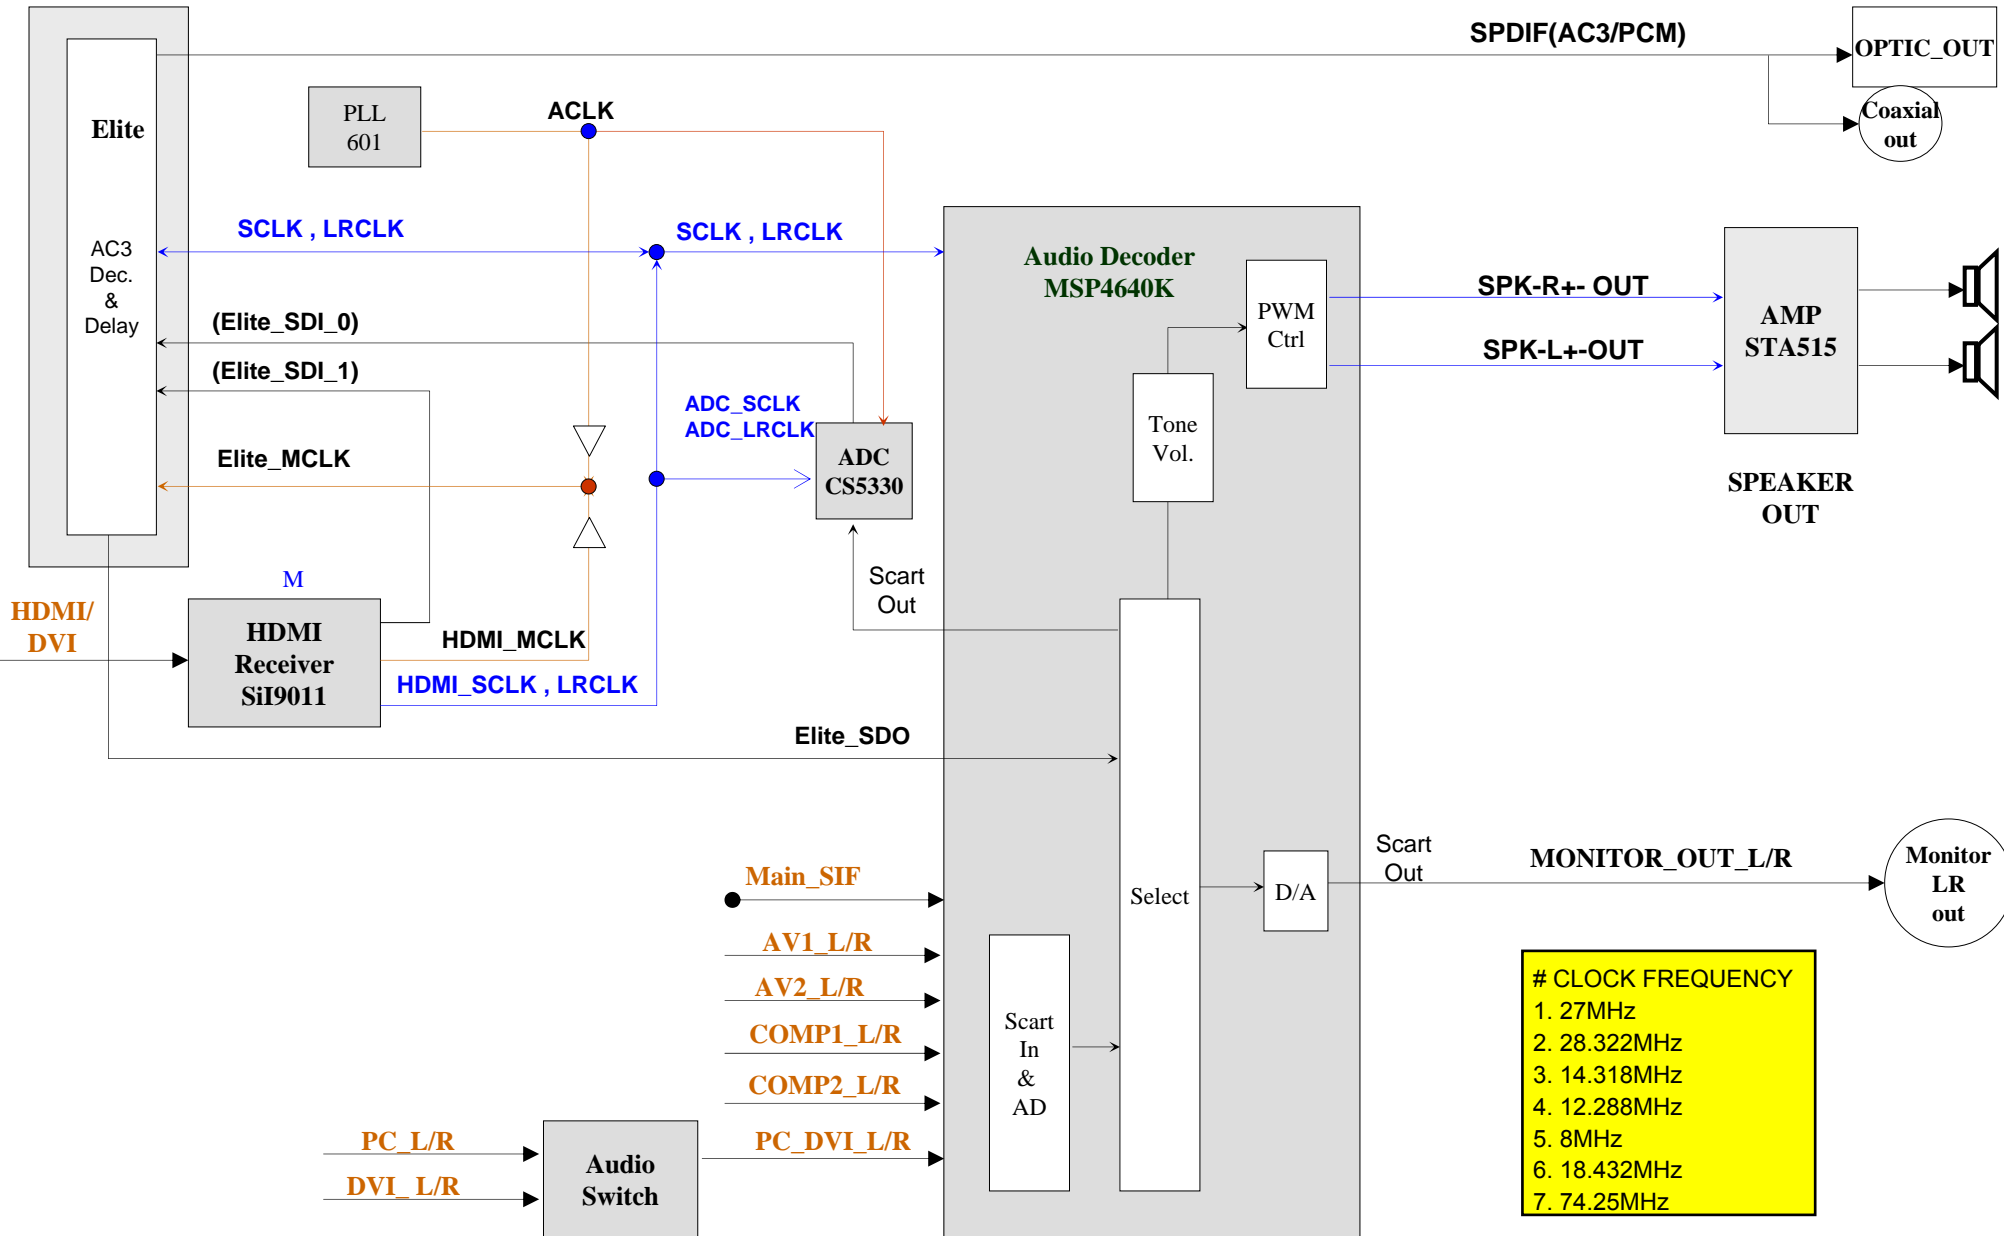 SPDIF(AC3/PCM)
OPTIC_OUT
Coaxial
out
PLL
601
ACLK
Elite
AC3
Dec.
&
Delay
SCLK , LRCLK
SCLK , LRCLK
(Elite_SDI_0)
(Elite_SDI_1)
Elite_MCLK
ADC_SCLK
ADC_LRCLK
ADC
CS5330
Audio Decoder
MSP4640K
PWM
Ctrl
Tone
Vol.
SPK-R+- OUT
SPK-L+-OUT
AMP
STA515
SPEAKER
OUT
Scart
Out
M
HDMI/
DVI
HDMI
Receiver
SiI9011
HDMI_MCLK
HDMI_SCLK , LRCLK
Elite_SDO
Main_SIF
AV1_L/R
AV2_L/R
COMP1_L/R
COMP2_L/R
PC_DVI_L/R
PC_L/R
DVI_ L/R
Audio
Switch
Scart
In
&
AD
Select
D/A
Scart
Out
MONITOR_OUT_L/R
Monitor
LR
out
# CLOCK FREQUENCY
1. 27MHz
2. 28.322MHz
3. 14.318MHz
4. 12.288MHz
5. 8MHz
6. 18.432MHz
7. 74.25MHz